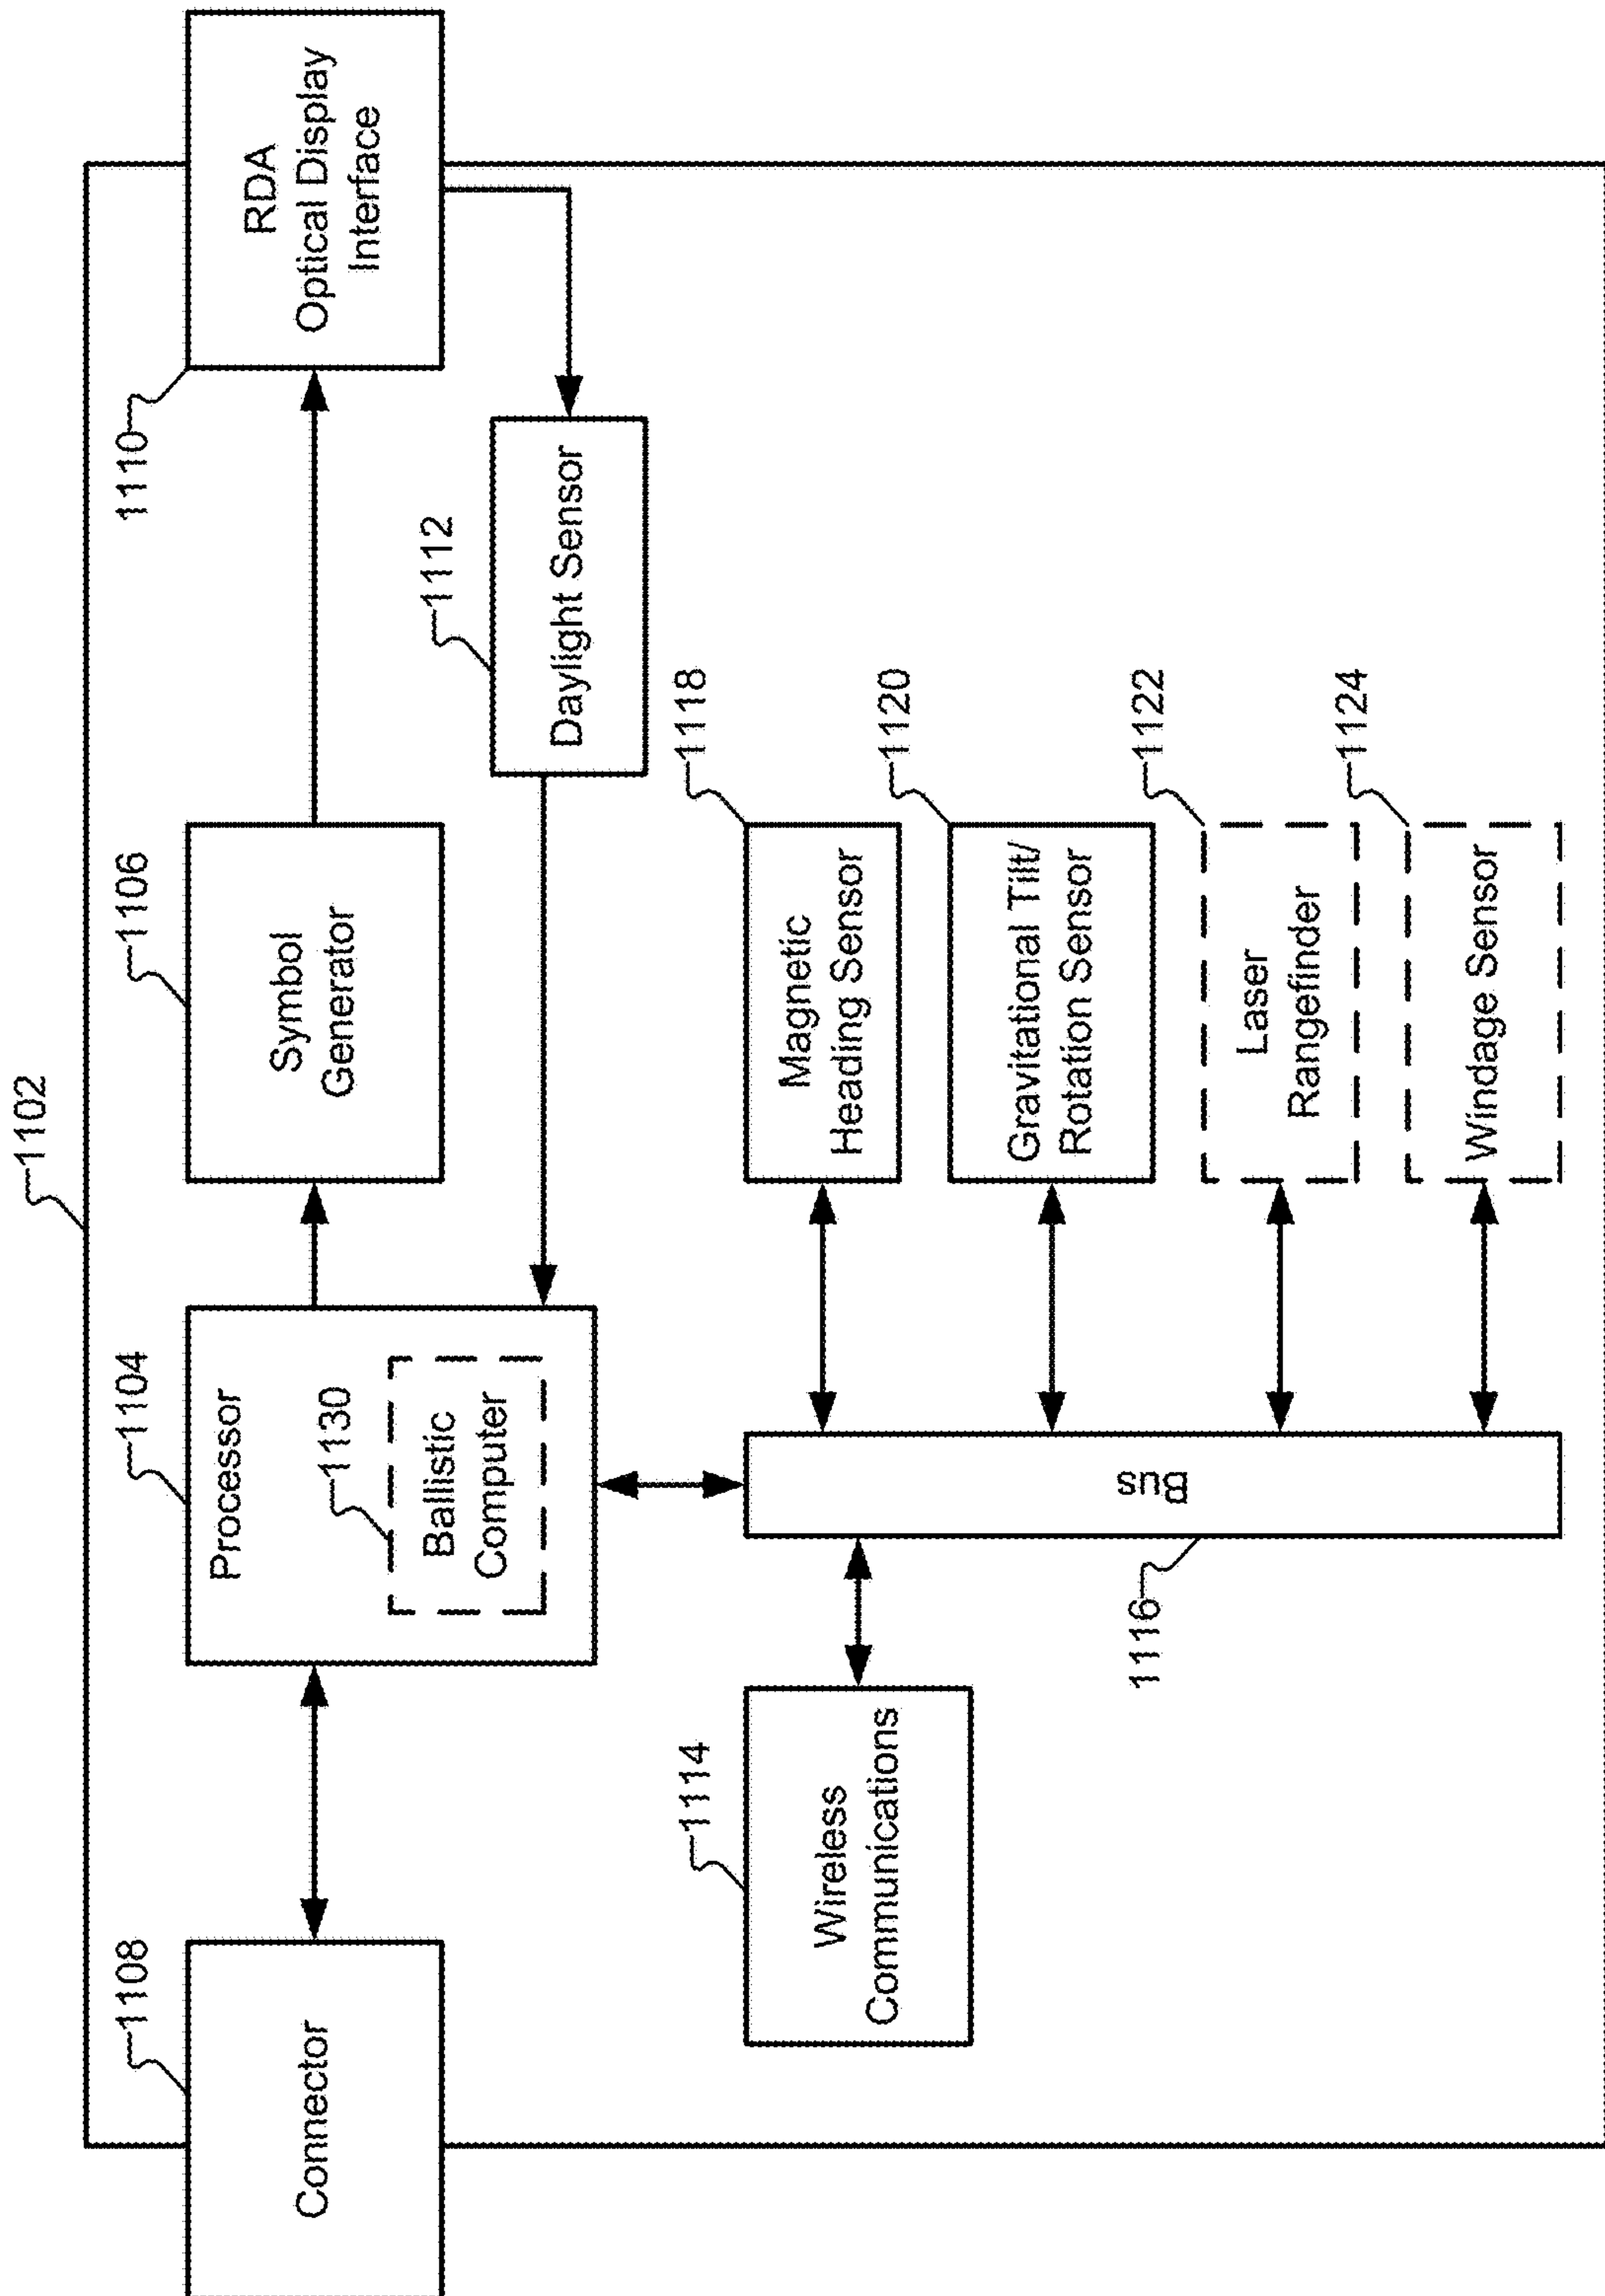 1102
1108
Connector
1104
Processor
1130
Ballistic
Computer
1106
Symbol
Generator
1110
RDA
Optical Display
Interface
1112
Daylight Sensor
1114
Wireless
Communications
1116
Bus
1118
Magnetic
Heading Sensor
1120
Gravitational Tilt/
Rotation Sensor
1122
Laser
Rangefinder
1124
Windage Sensor